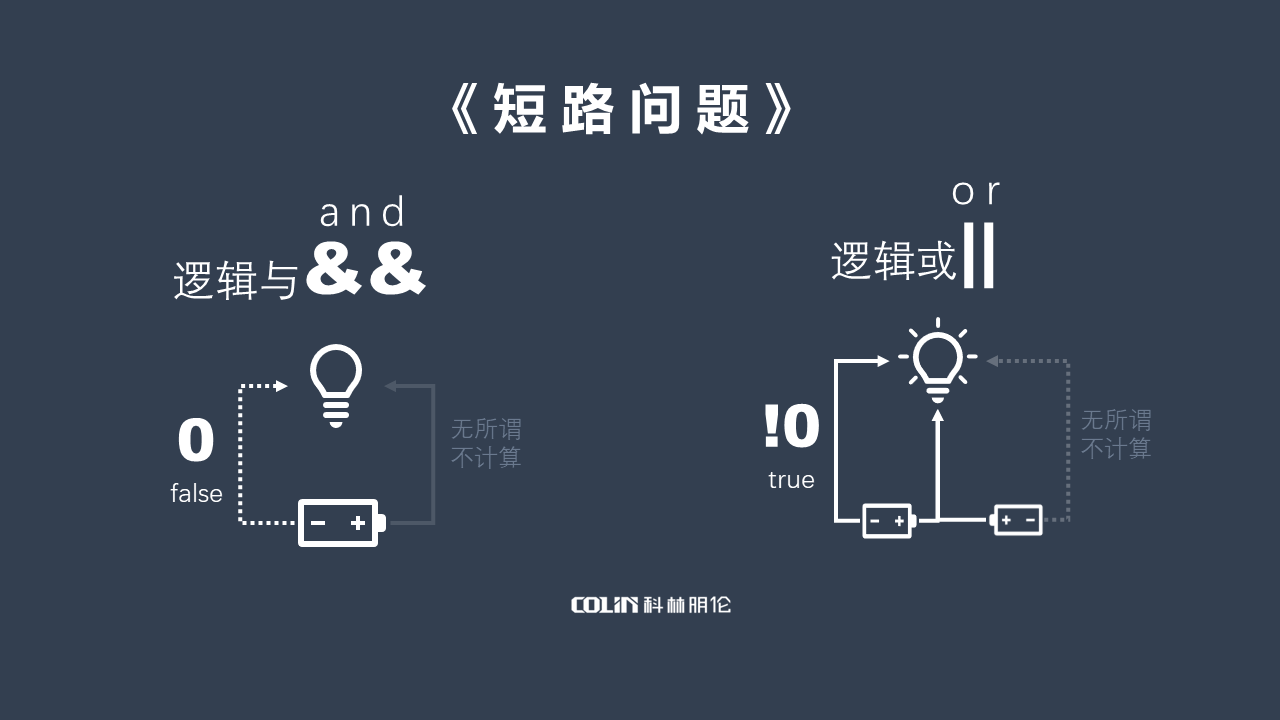 《短路问题》
and
逻辑与&&
0
false
无所谓
不计算
or
逻辑或||
!0
true
无所谓
不计算
COLIN 科林明伦